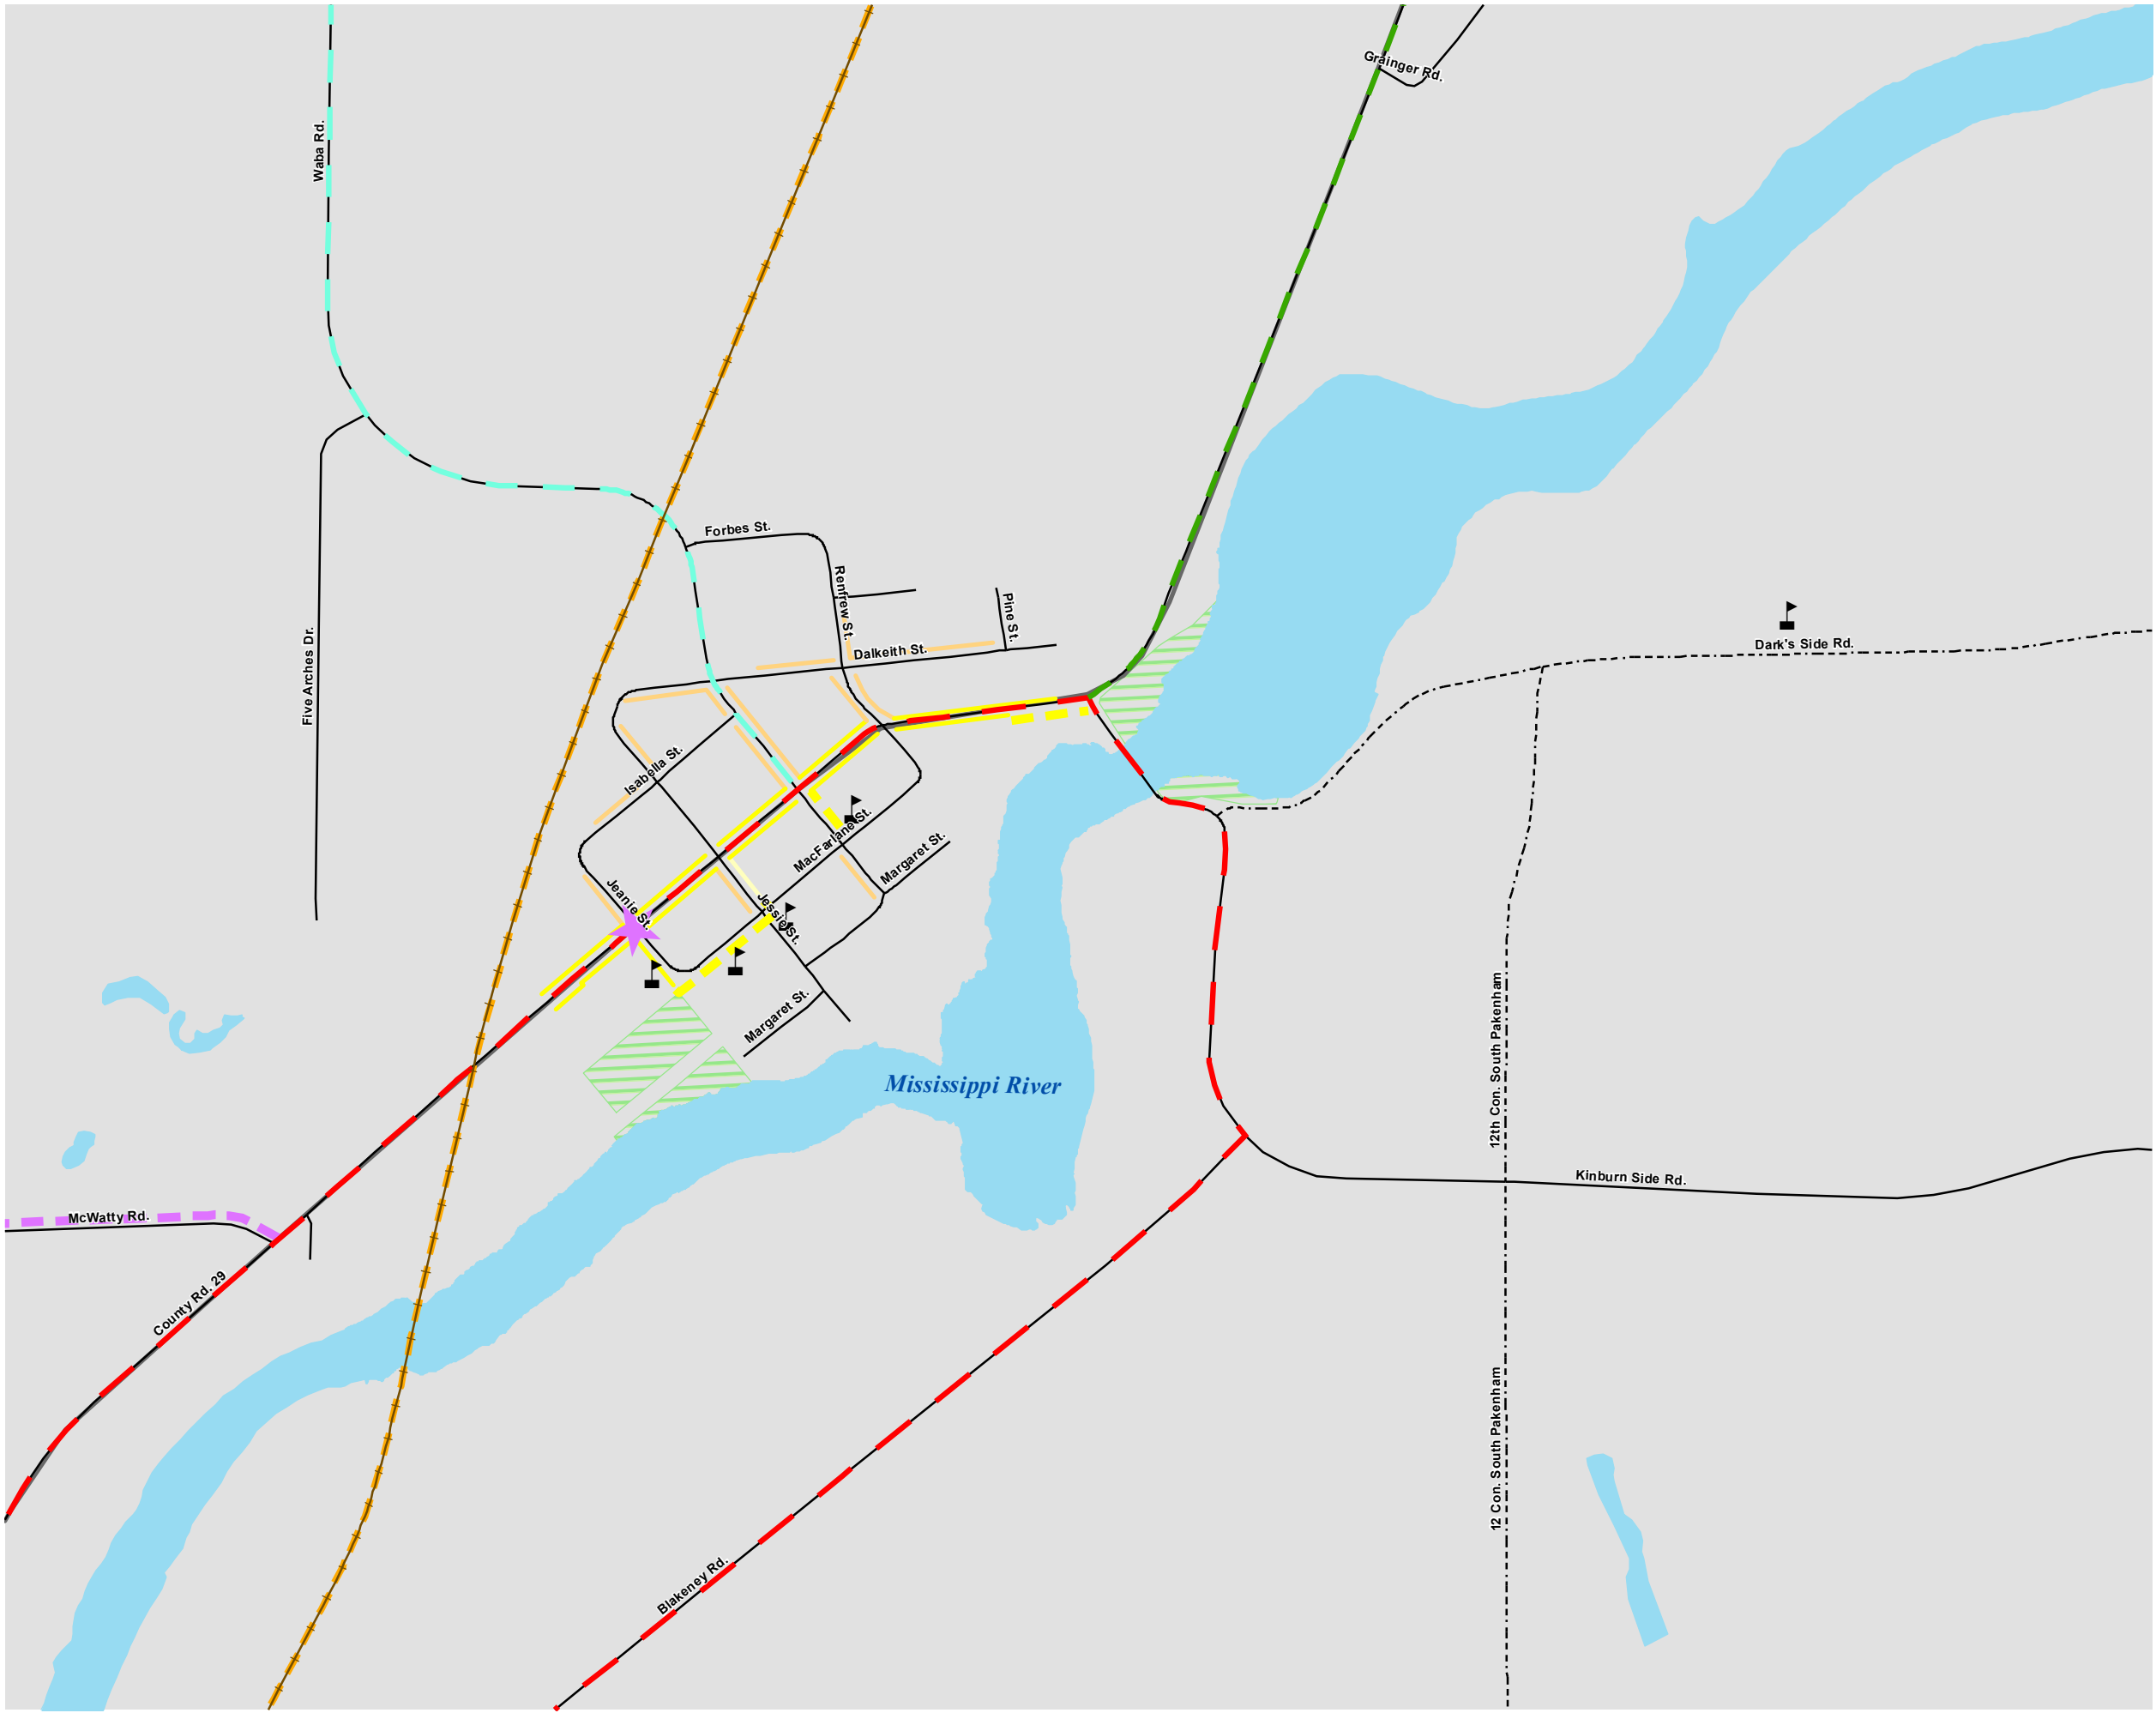 Grainger Rd.
Waba Rd.
Forbes St.
Renfrew St.
Pine St.
Dalkeith St.
Dark's Side Rd.
Five Arches Dr.
Isabella St.
MacFarlane St.
Margaret St.
Jeanie St.
Jessie St.
Margaret St.
Mississippi River
12th Con. South Pakenham
Kinburn Side Rd.
McWatty Rd.
County Rd. 29
12 Con. South Pakenham
Blakeney Rd.